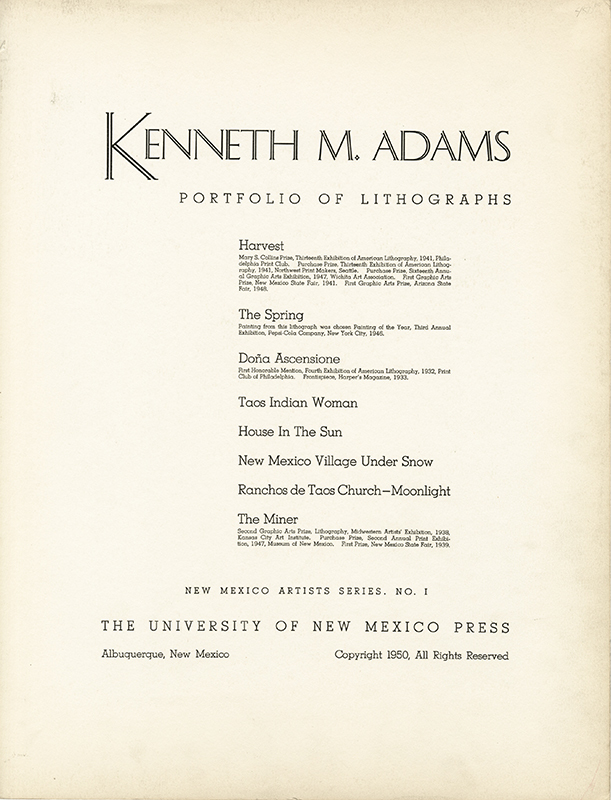 KENNETH M. ADAMS
PORTFOLIO OF LITHOGRAPHS
Harvest
Mary S. Collins Prize, Thirteenth Exhibition of American Lithography, 1941, Phila-
delphia Print Club. Purchase Prize, Thirteenth Exhibition of American Lithog-
raphy, 1941, Northwest Print Makers, Seattle. Purchase Prize, Sixteenth Annu-
al Graphic Arts Exhibition, 1947, Wichita Art Association. First Graphic Arts
Prize, New Mexico State Fair, 1941. First Graphic Arts Prize, Arizona State
Fair, 1948.
The Spring
Painting from this lithograph was chosen Painting of the Year, Third Annual
Exhibition, Pepsi-Cola Company, New York City, 1946.
Doña Ascensione
First Honorable Mention, Fourth Exhibition of American Lithography, 1932, Print
Club of Philadelphia. Frontispiece, Harper's Magazine, 1933.
Taos Indian Woman
House In The Sun
New Mexico Village Under Snow
Ranchos de Taos Church—Moonlight
The Miner
Second Graphic Arts Prize, Lithography, Midwestern Artists' Exhibition, 1938,
Kansas City Art Institute. Purchase Prize, Second Annual Print Exhibi-
tion, 1947, Museum of New Mexico. First Prize, New Mexico State Fair, 1939.
NEW MEXICO ARTISTS SERIES. NO. I
THE UNIVERSITY OF NEW MEXICO PRESS
Albuquerque, New Mexico Copyright 1950, All Rights Reserved